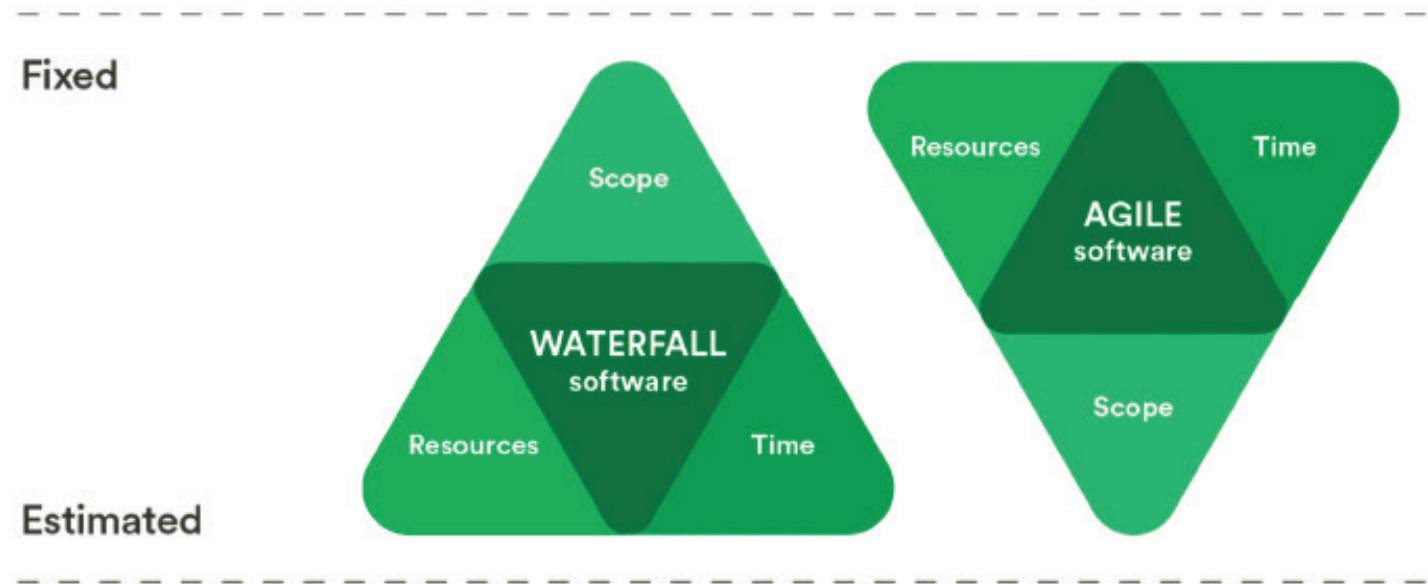 Fixed
Scope
WATERFALL
software
Resources
Time
Resources
Time
AGILE
software
Scope
Estimated